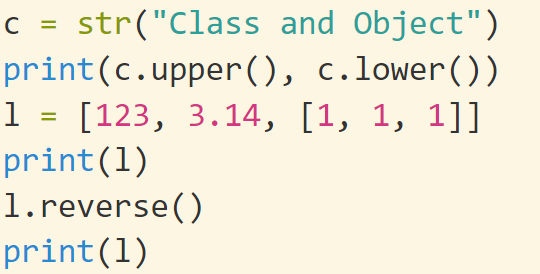 c = str("Class and Object")
print(c.upper(), c.lower())
l = [123, 3.14, [1, 1, 1]]
print(l)
l.reverse()
print(l)